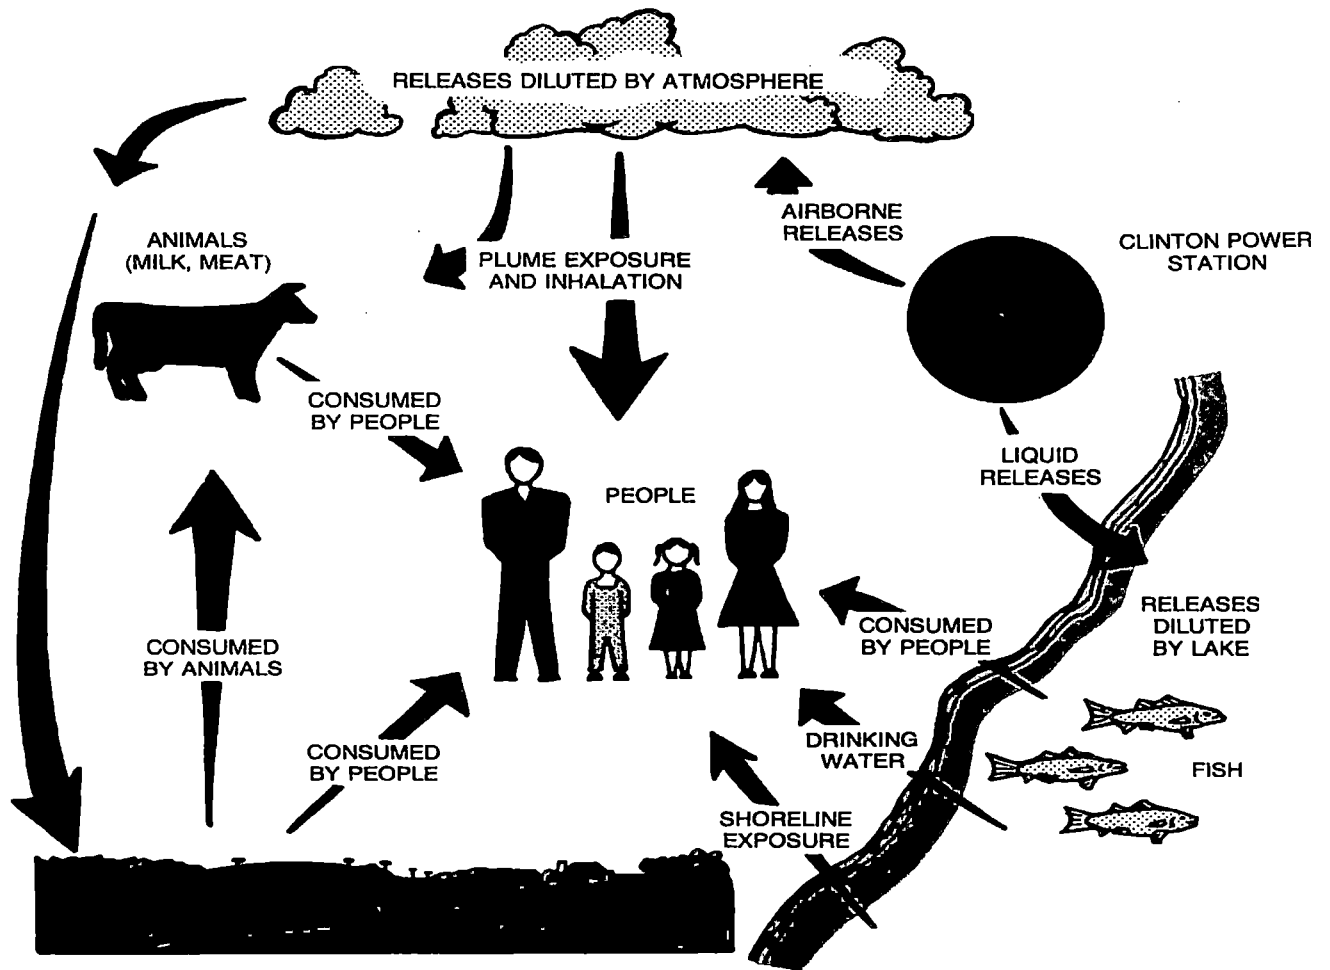 RELEASES DILUTED BY ATMOSPHERE
AIRBORNE
RELEASES
CLINTON POWER
STATION
ANIMALS
(MILK, MEAT)
PLUME EXPOSURE
AND INHALATION
CONSUMED
BY PEOPLE
LIQUID
RELEASES
PEOPLE
RELEASES
DILUTED
BY LAKE
CONSUMED
BY PEOPLE
CONSUMED
BY ANIMALS
DRINKING
WATER
CONSUMED
BY PEOPLE
FISH
SHORELINE
EXPOSURE